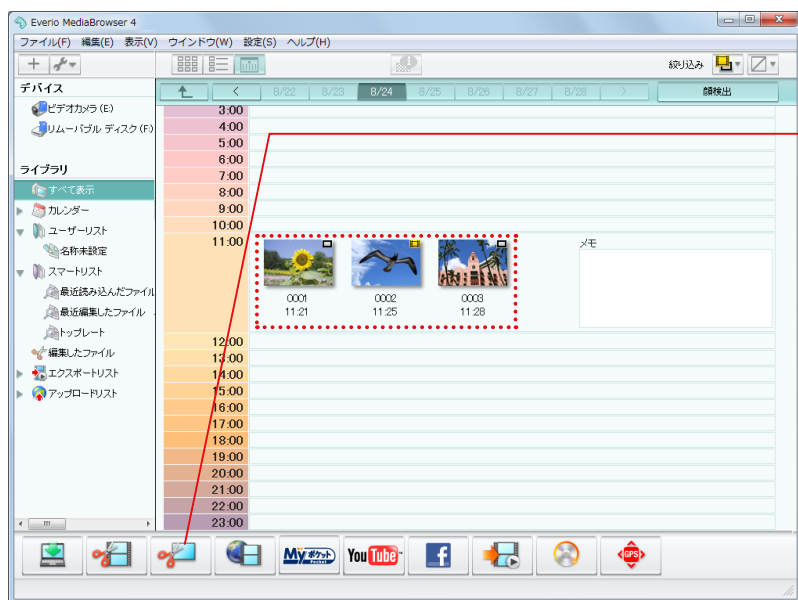 Everio MediaBrowser 4
ファイル(F) 編集(E) 表示(V) ウインドウ(W) 設定(S) ヘルプ(H)
絞り込み
デバイス
ビデオカメラ (E:)
リムーバブル ディスク (F:)
ライブラリ
すべて表示
カレンダー
ユーザーリスト
名称未設定
スマートリスト
最近読み込んだファイル
最近編集したファイル
トップレート
編集したファイル
エクスポートリスト
アップロードリスト
8/22 8/23 8/24 8/25 8/26 8/27 8/28
顔検出
3:00
4:00
5:00
6:00
7:00
8:00
9:00
10:00
11:00
0001 0002 0003
11:21 11:25 11:28
メモ
12:00
13:00
14:00
15:00
16:00
17:00
18:00
19:00
20:00
21:00
22:00
23:00
Myポケット Pocket YouTube f GPS